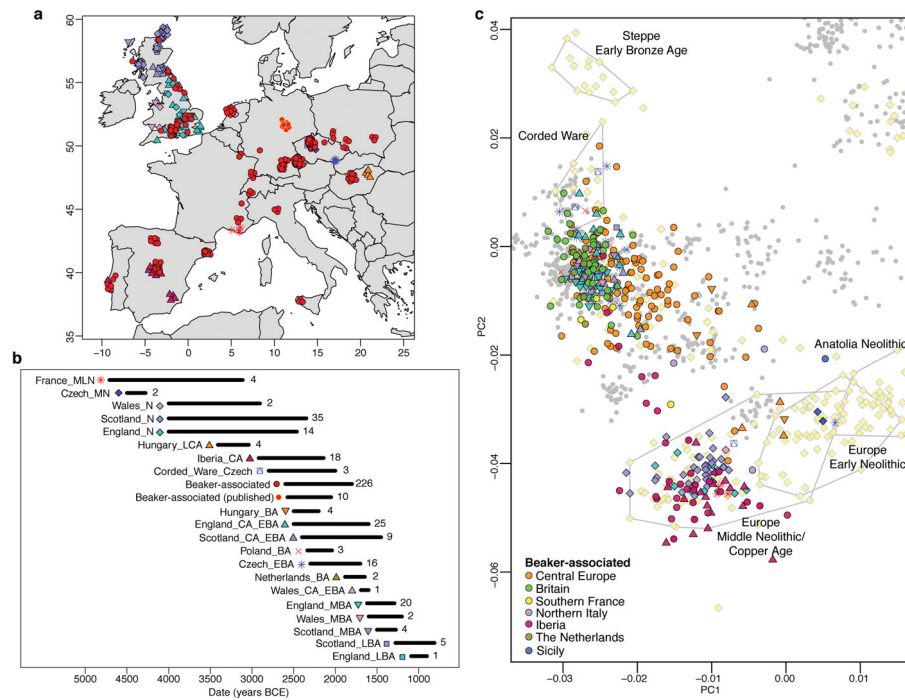 a
60
55
50
45
40
35
−10
−5
0
5
10
15
20
25
b
France_MLN 4
Czech_MN 2
Wales_N 2
Scotland_N 35
England_N 14
Hungary_LCA 4
Iberia_CA 18
Corded_Ware_Czech 3
Beaker-associated 226
Beaker-associated (published) 10
Hungary_BA 4
England_CA_EBA 25
Scotland_CA_EBA 9
Poland_BA 3
Czech_EBA 16
Netherlands_BA 2
Wales_CA_EBA 1
England_MBA 20
Wales_MBA 2
Scotland_MBA 4
Scotland_LBA 5
England_LBA 1
5000 4500 4000 3500 3000 2500 2000 1500 1000
Date (years BCE)
c
Steppe
Early Bronze Age
Corded Ware
Anatolia Neolithic
Europe
Early Neolithic
Europe
Middle Neolithic/
Copper Age
Beaker-associated
Central Europe
Britain
Southern France
Northern Italy
Iberia
The Netherlands
Sicily
0.04
0.02
0.00
−0.02
−0.04
−0.06
PC2
−0.03 −0.02 −0.01 0.00 0.01
PC1